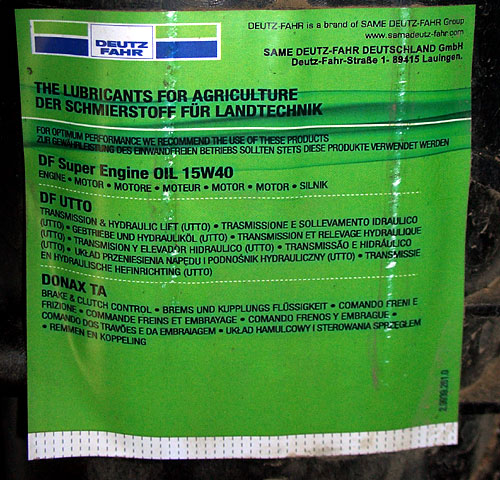 DEUTZ
FAHR
DEUTZ-FAHR is a brand of SAME DEUTZ-FAHR Group
www.samedeutz-fahr.com
SAME DEUTZ-FAHR DEUTSCHLAND GmbH
Deutz-Fahr-Straße 1- 89415 Lauingen.
THE LUBRICANTS FOR AGRICULTURE
DER SCHMIERSTOFF FÜR LANDTECHNIK
FOR OPTIMUM PERFORMANCE WE RECOMMEND THE USE OF THESE PRODUCTS
ZUR GEWÄHRLEISTUNG DES EINWANDFREIEN BETRIEBS SOLLTEN STETS DIESE PRODUKTE VERWENDET WERDEN
DF Super Engine OIL 15W40
ENGINE • MOTOR • MOTORE • MOTEUR • MOTOR • MOTOR • SILNIK
DF UTTO
TRANSMISSION & HYDRAULIC LIFT (UTTO) • TRASMISSIONE E SOLLEVAMENTO IDRAULICO
(UTTO) • GEBTRIEBE UND HYDRAULIKÖL (UTTO) • TRANSMISSION ET RELEVAGE HYDRAULIQUE
(UTTO) • TRANSMISION Y ELEVADOR HIDRAULICO (UTTO) • TRANSMISSÃO E HIDRÁULICO
(UTTO) • UKŁAD PRZENIESIENIA NAPĘDU I PODNOŚNIK HYDRAULICZNY (UTTO) • TRANSMISSIE
EN HYDRAULISCHE HEFINRICHTING (UTTO)
DONAX TA
BRAKE & CLUTCH CONTROL • BREMS UND KUPPLUNGS FLÜSSIGKEIT • COMANDO FRENI E
FRIZIONE • COMMANDE FREINS ET EMBRAYAGE • COMANDO FRENOS Y EMBRAGUE •
COMANDO DOS TRAVÕES E DA EMBRAIAGEM • UKŁAD HAMULCOWY I STEROWANIA SPRZĘGŁEM
• REMMEN EN KOPPELING